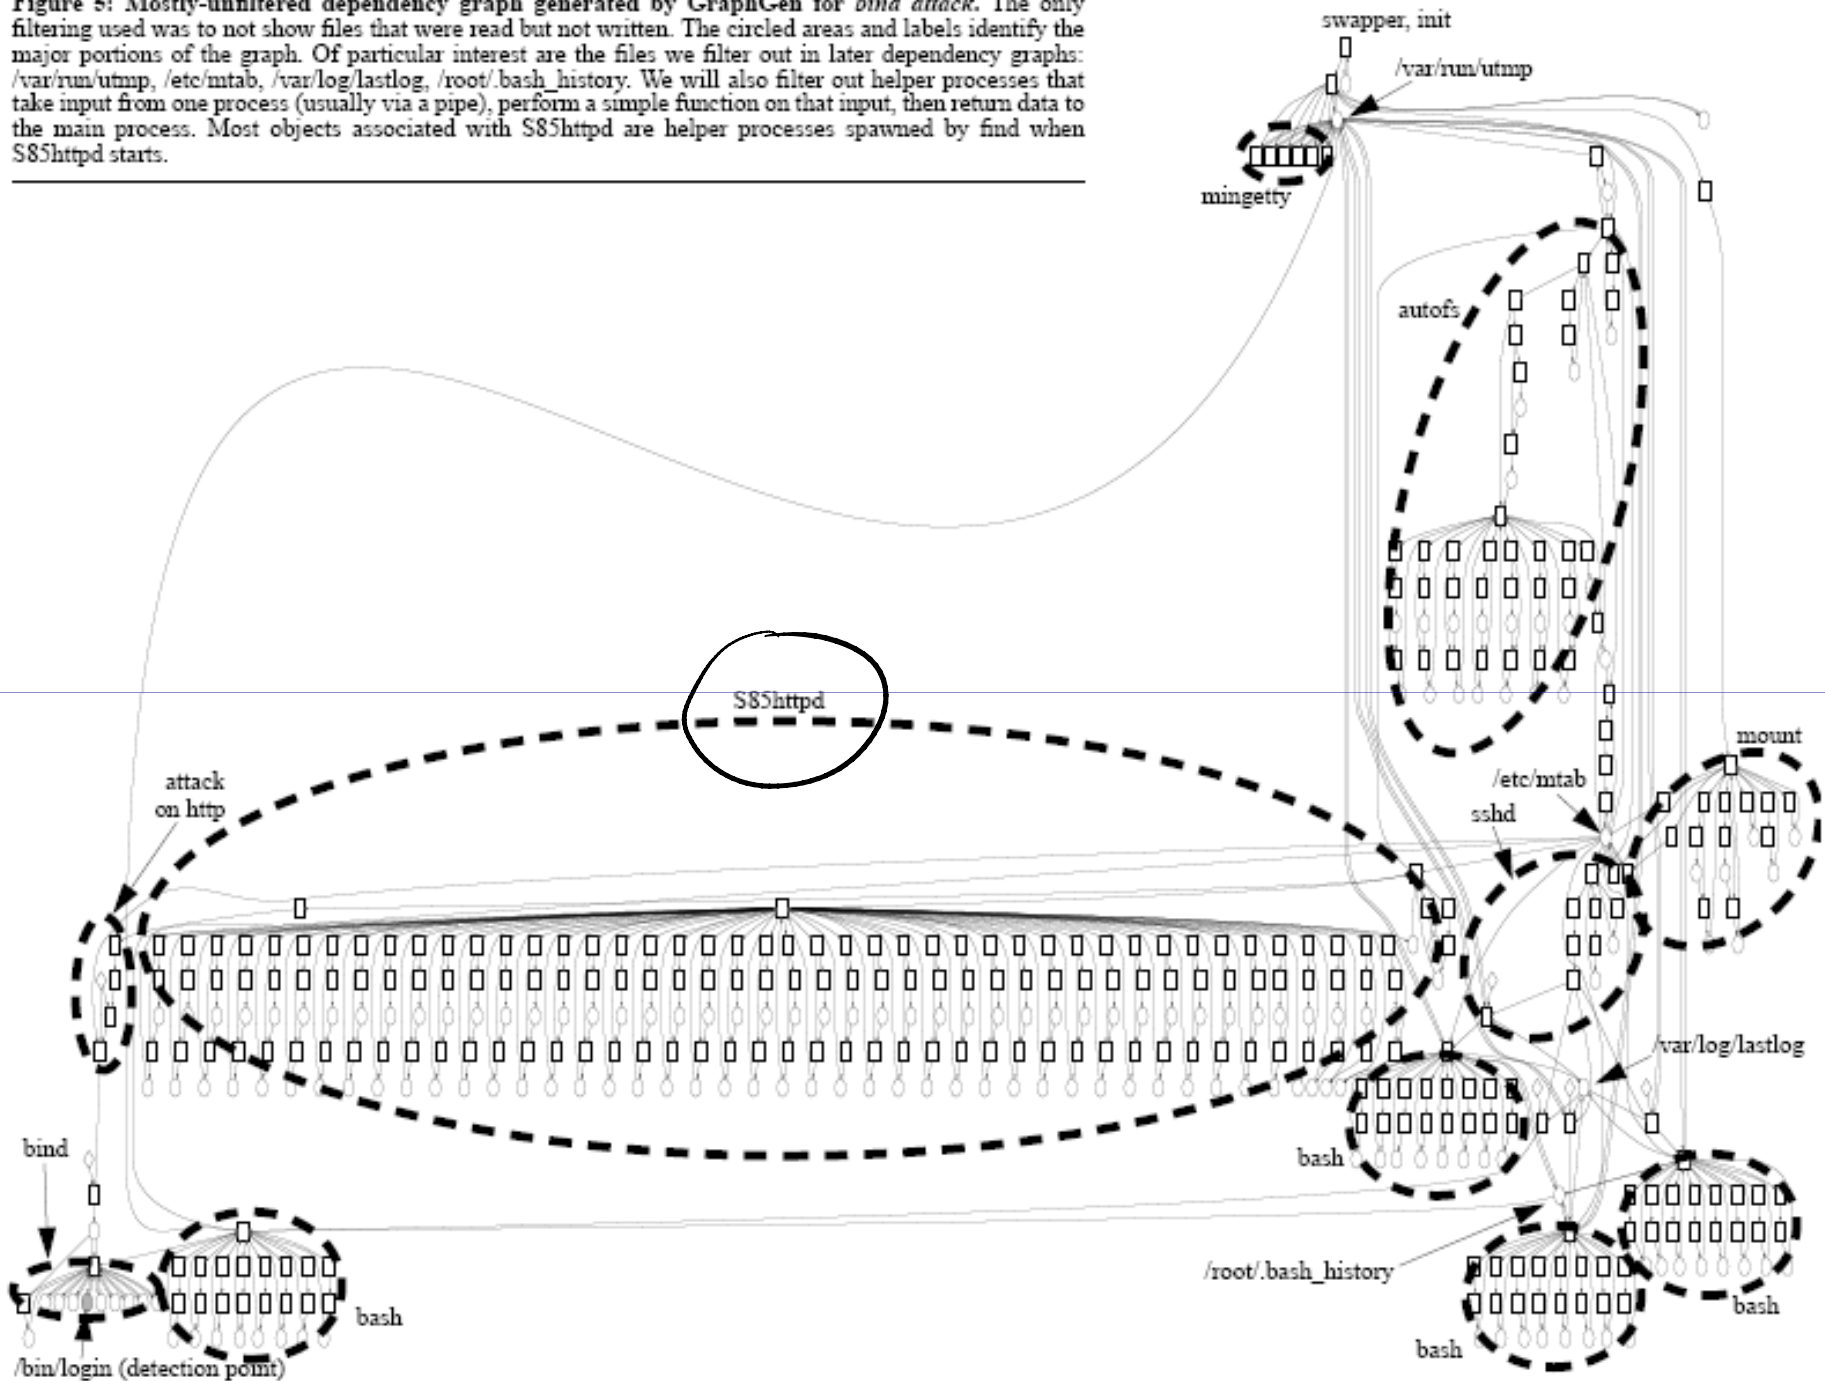 Figure 5: Mostly-unfiltered dependency graph generated by GraphGen for bind attack. The only
filtering used was to not show files that were read but not written. The circled areas and labels identify the
major portions of the graph. Of particular interest are the files we filter out in later dependency graphs:
/var/run/utmp, /etc/mtab, /var/log/lastlog, /root/.bash_history. We will also filter out helper processes that
take input from one process (usually via a pipe), perform a simple function on that input, then return data to
the main process. Most objects associated with S85httpd are helper processes spawned by find when
S85httpd starts.
swapper, init
/var/run/utmp
mingetty
autofs
S85httpd
mount
attack
on http
/etc/mtab
sshd
/var/log/lastlog
bind
bash
/root/.bash_history
bash
bash
bash
/bin/login (detection point)